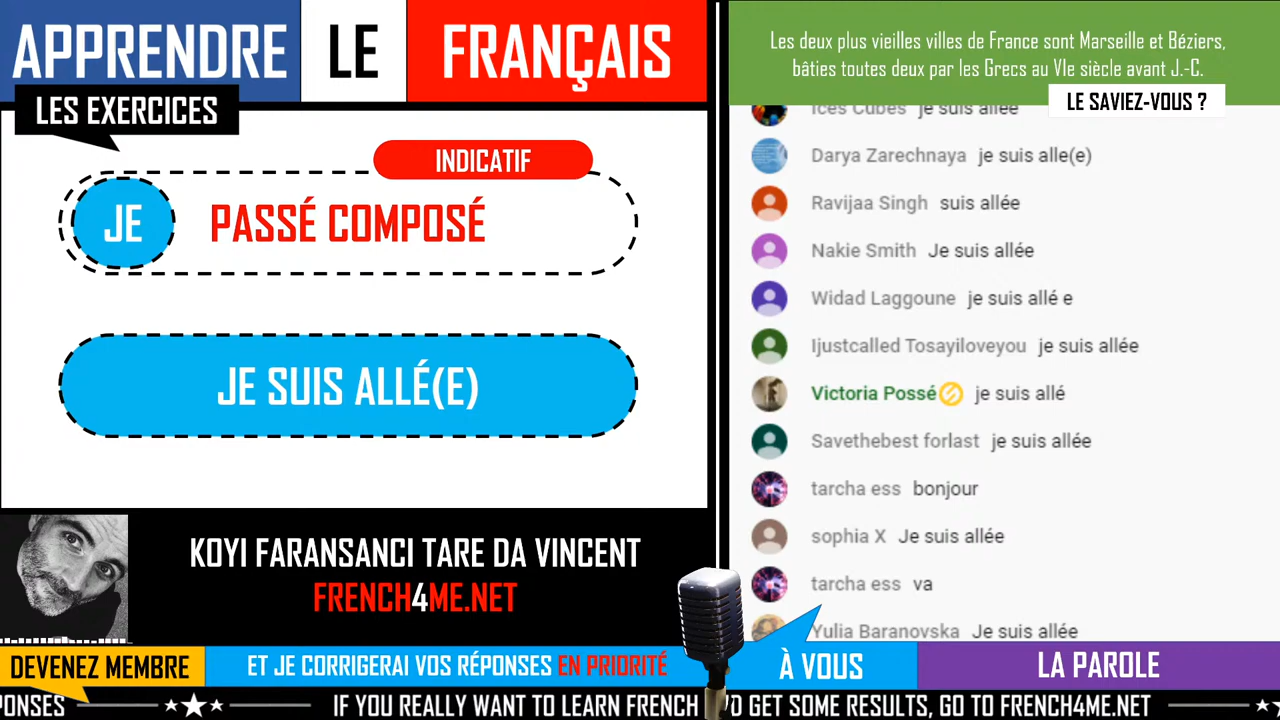 APPRENDRE LE FRANÇAIS
LES EXERCICES
INDICATIF
JE PASSÉ COMPOSÉ
JE SUIS ALLÉ(E)
KOYI FARANSANCI TARE DA VINCENT
FRENCH4ME.NET
Les deux plus vieilles villes de France sont Marseille et Béziers,
bâties toutes deux par les Grecs au VIe siècle avant J.-C.
LE SAVIEZ-VOUS ?
Ices Cubes je suis allée
Darya Zarechnaya je suis alle(e)
Ravijaa Singh suis allée
Nakie Smith Je suis allée
Widad Laggoune je suis allé e
Ijustcalled Tosayiloveyou je suis allée
Victoria Possé je suis allé
Savethebest forlast je suis allée
tarcha ess bonjour
sophia X Je suis allée
tarcha ess va
Yulia Baranovska Je suis allée
DEVENEZ MEMBRE ET JE CORRIGERAI VOS RÉPONSES EN PRIORITÉ À VOUS LA PAROLE
PONSES IF YOU REALLY WANT TO LEARN FRENCH GET SOME RESULTS, GO TO FRENCH4ME.NET